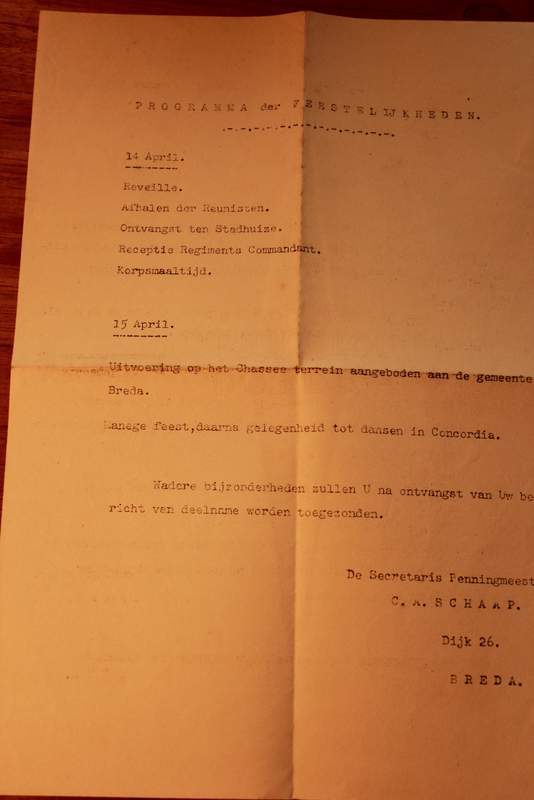 PROGRAMMA der FEESTELIJKHEDEN.
14 April.
Reveille.
Afhalen der Reunisten.
Ontvangst ten Stadhuize.
Receptie Regiments Commandant.
Korpsmaaltijd.
15 April.
Uitvoering op het Chassee terrein aangeboden aan de gemeente
Breda.
Manege feest,daarna gelegenheid tot dansen in Concordia.
Nadere bijzonderheden zullen U na ontvangst van Uw be
richt van deelname worden toegezonden.
De Secretaris Penningmeest
C. A. SCHAAP.
Dijk 26.
BREDA.